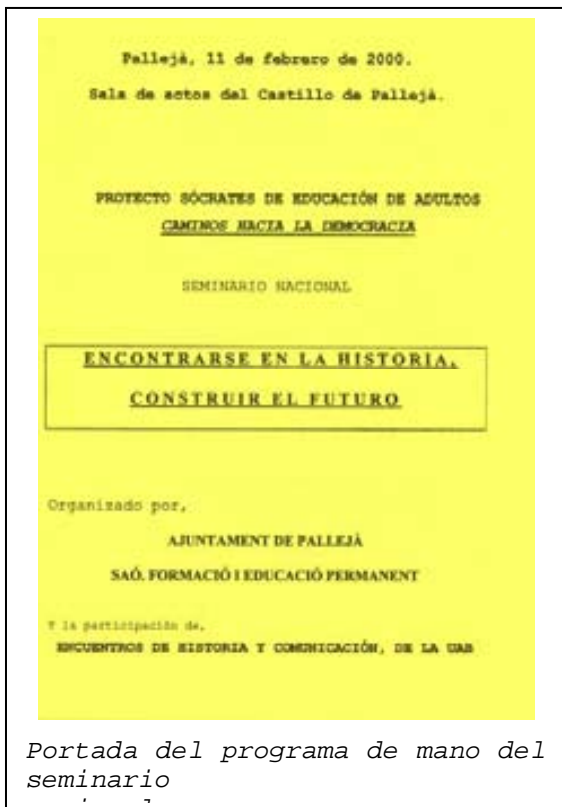 Pallejà, 11 de febrero de 2000.
Sala de actos del Castillo de Pallejà.
PROYECTO SÓCRATES DE EDUCACIÓN DE ADULTOS
CAMINOS HACIA LA DEMOCRACIA
SEMINARIO NACIONAL
ENCONTRARSE EN LA HISTORIA,
CONSTRUIR EL FUTURO
Organizado por,
AJUNTAMENT DE PALLEJÀ
SAÓ. FORMACIÓ I EDUCACIÓ PERMANENT
Y la participación de,
ENCUENTROS DE HISTORIA Y COMUNICACIÓN, DE LA UAB
Portada del programa de mano del
seminario